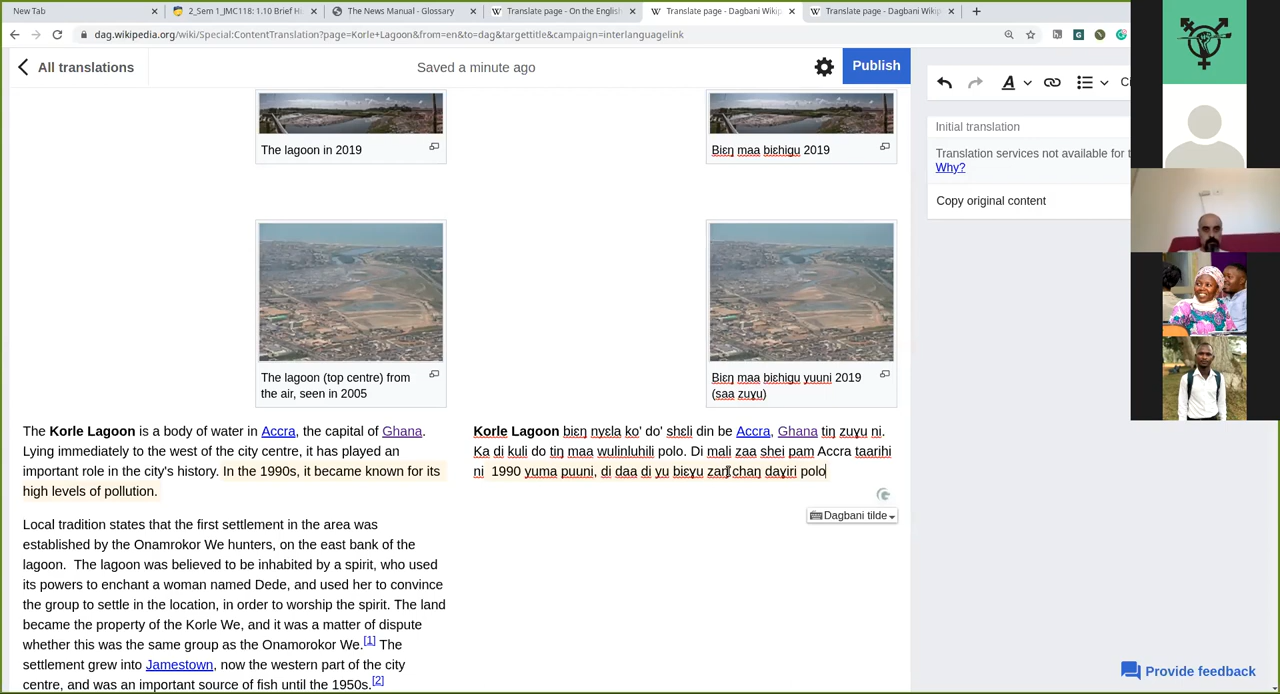 New Tab
2_Sem 1_JMC118: 1.10 Brief Hi
The News Manual - Glossary
Translate page - On the English
Translate page - Dagbani Wiki
Translate page - Dagbani Wiki
dag.wikipedia.org/wiki/Special:ContentTranslation?page=Korle+Lagoon&from=en&to=dag&targettitle&campaign=interlanguagelink
All translations
Saved a minute ago
Publish
The lagoon in 2019
The lagoon (top centre) from
the air, seen in 2005
The Korle Lagoon is a body of water in Accra, the capital of Ghana.
Lying immediately to the west of the city centre, it has played an
important role in the city's history. In the 1990s, it became known for its
high levels of pollution.
Local tradition states that the first settlement in the area was
established by the Onamrokor We hunters, on the east bank of the
lagoon.  The lagoon was believed to be inhabited by a spirit, who used
its powers to enchant a woman named Dede, and used her to convince
the group to settle in the location, in order to worship the spirit. The land
became the property of the Korle We, and it was a matter of dispute
whether this was the same group as the Onamorokor We.[1] The
settlement grew into Jamestown, now the western part of the city
centre, and was an important source of fish until the 1950s.[2]
Biɛŋ maa biɛhigu 2019
Biɛŋ maa biɛhigu yuuni 2019
(saa zuɣu)
Korle Lagoon biɛŋ nyɛla ko' do' shɛli din be Accra, Ghana tiŋ zuɣu ni.
Ka di kuli do tiŋ maa wulinluhili polo. Di mali zaa shei pam Accra taarihi
ni  1990 yuma puuni, di daa di yu biɛɣu zaŋ chaŋ daɣiri polo
Dagbani tilde
Initial translation
Translation services not available for t
Why?
Copy original content
Provide feedback